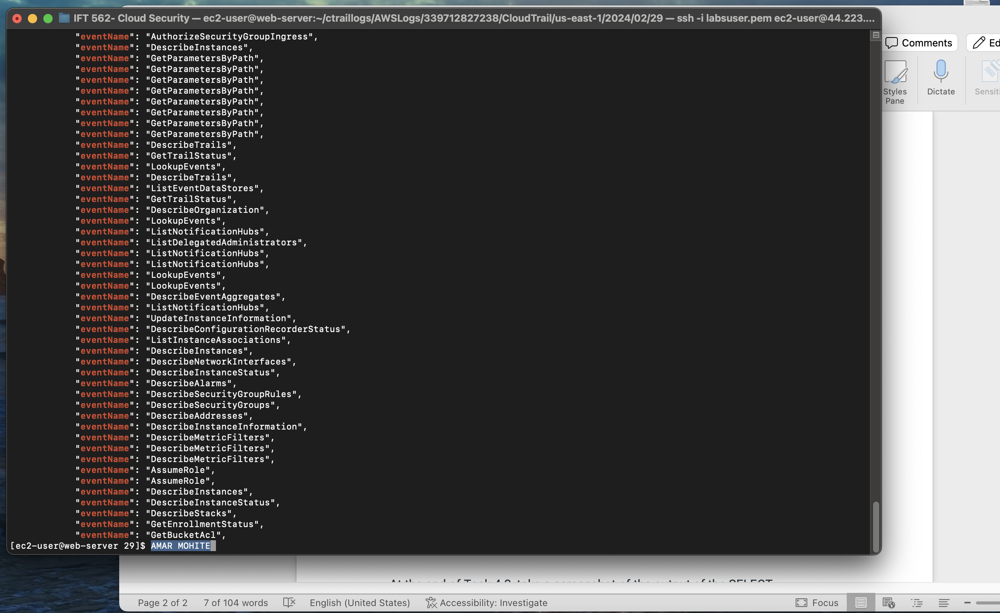 IFT 562- Cloud Security — ec2-user@web-server:~/ctraillogs/AWSLogs/339712827238/CloudTrail/us-east-1/2024/02/29 — ssh -i labsuser.pem ec2-user@44.223....
"eventName": "AuthorizeSecurityGroupIngress",
"eventName": "DescribeInstances",
"eventName": "GetParametersByPath",
"eventName": "GetParametersByPath",
"eventName": "GetParametersByPath",
"eventName": "GetParametersByPath",
"eventName": "GetParametersByPath",
"eventName": "GetParametersByPath",
"eventName": "GetParametersByPath",
"eventName": "GetParametersByPath",
"eventName": "DescribeTrails",
"eventName": "GetTrailStatus",
"eventName": "LookupEvents",
"eventName": "DescribeTrails",
"eventName": "ListEventDataStores",
"eventName": "GetTrailStatus",
"eventName": "DescribeOrganization",
"eventName": "LookupEvents",
"eventName": "ListNotificationHubs",
"eventName": "ListDelegatedAdministrators",
"eventName": "ListNotificationHubs",
"eventName": "ListNotificationHubs",
"eventName": "LookupEvents",
"eventName": "LookupEvents",
"eventName": "DescribeEventAggregates",
"eventName": "ListNotificationHubs",
"eventName": "UpdateInstanceInformation",
"eventName": "DescribeConfigurationRecorderStatus",
"eventName": "ListInstanceAssociations",
"eventName": "DescribeInstances",
"eventName": "DescribeNetworkInterfaces",
"eventName": "DescribeInstanceStatus",
"eventName": "DescribeAlarms",
"eventName": "DescribeSecurityGroupRules",
"eventName": "DescribeSecurityGroups",
"eventName": "DescribeAddresses",
"eventName": "DescribeInstanceInformation",
"eventName": "DescribeMetricFilters",
"eventName": "DescribeMetricFilters",
"eventName": "DescribeMetricFilters",
"eventName": "AssumeRole",
"eventName": "AssumeRole",
"eventName": "DescribeInstances",
"eventName": "DescribeInstanceStatus",
"eventName": "DescribeStacks",
"eventName": "GetEnrollmentStatus",
"eventName": "GetBucketAcl",
[ec2-user@web-server 29]$ AMAR MOHITE
Comments Ed
Styles Pane
Dictate
Sensiti
Page 2 of 2 7 of 104 words English (United States) Accessibility: Investigate Focus